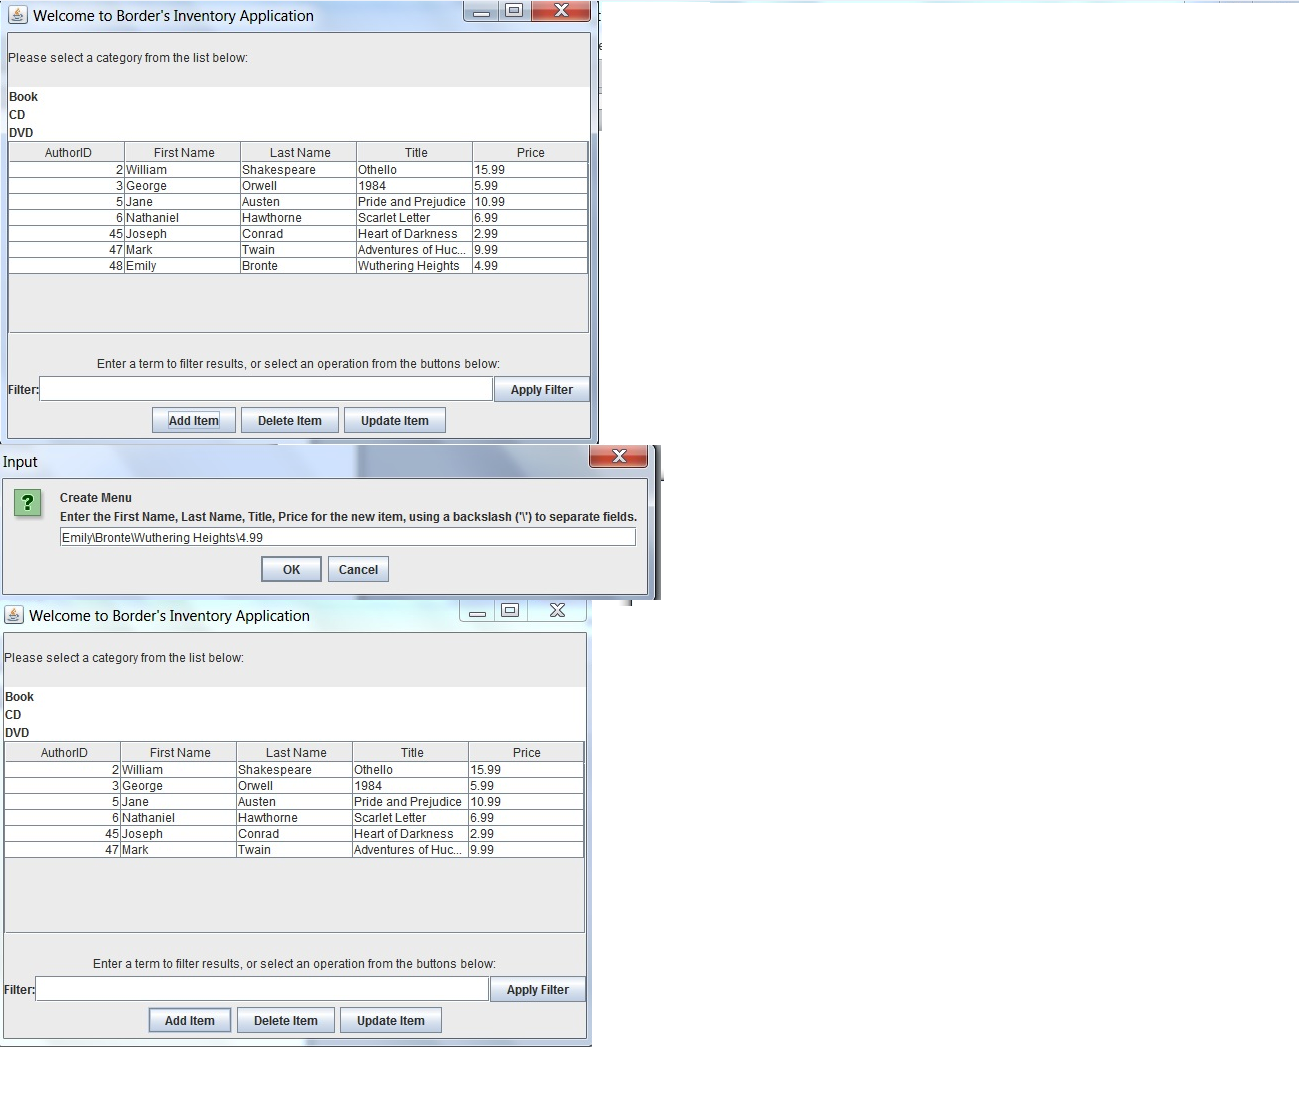 Welcome to Border's Inventory Application
Please select a category from the list below:
Book
CD
DVD
AuthorID First Name Last Name Title Price
2 William Shakespeare Othello 15.99
3 George Orwell 1984 5.99
5 Jane Austen Pride and Prejudice 10.99
6 Nathaniel Hawthorne Scarlet Letter 6.99
45 Joseph Conrad Heart of Darkness 2.99
47 Mark Twain Adventures of Huc... 9.99
48 Emily Bronte Wuthering Heights 4.99
Enter a term to filter results, or select an operation from the buttons below:
Filter: Apply Filter
Add Item Delete Item Update Item
Input
Create Menu
Enter the First Name, Last Name, Title, Price for the new item, using a backslash ('\') to separate fields.
Emily\Bronte\Wuthering Heights\4.99
OK Cancel
Welcome to Border's Inventory Application
Please select a category from the list below:
Book
CD
DVD
AuthorID First Name Last Name Title Price
2 William Shakespeare Othello 15.99
3 George Orwell 1984 5.99
5 Jane Austen Pride and Prejudice 10.99
6 Nathaniel Hawthorne Scarlet Letter 6.99
45 Joseph Conrad Heart of Darkness 2.99
47 Mark Twain Adventures of Huc... 9.99
Enter a term to filter results, or select an operation from the buttons below:
Filter: Apply Filter
Add Item Delete Item Update Item